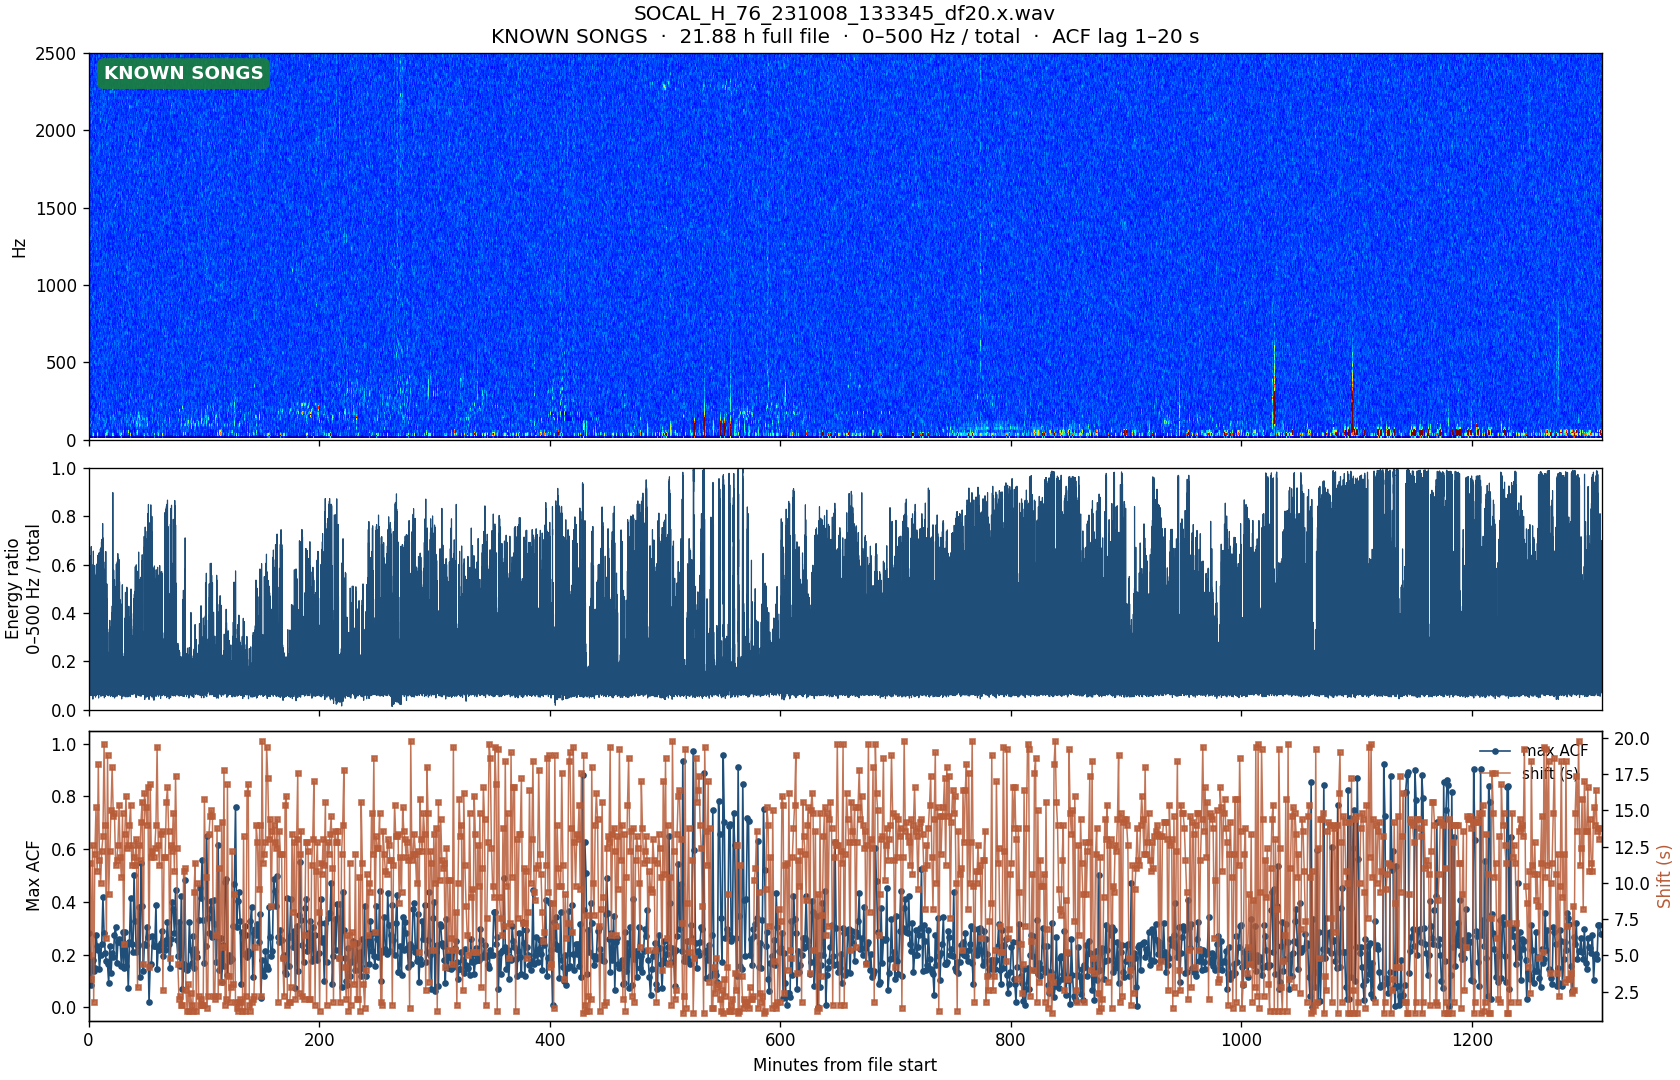 SOCAL_H_76_231008_133345_df20.x.wav
KNOWN SONGS · 21.88 h full file · 0–500 Hz / total · ACF lag 1–20 s
KNOWN SONGS
2500
2000
1500
1000
500
0
Hz
1.0
0.8
0.6
0.4
0.2
0.0
Energy ratio
0–500 Hz / total
1.0
0.8
0.6
0.4
0.2
0.0
Max ACF
max ACF
shift (s)
20.0
17.5
15.0
12.5
10.0
7.5
5.0
2.5
Shift (s)
0 200 400 600 800 1000 1200
Minutes from file start